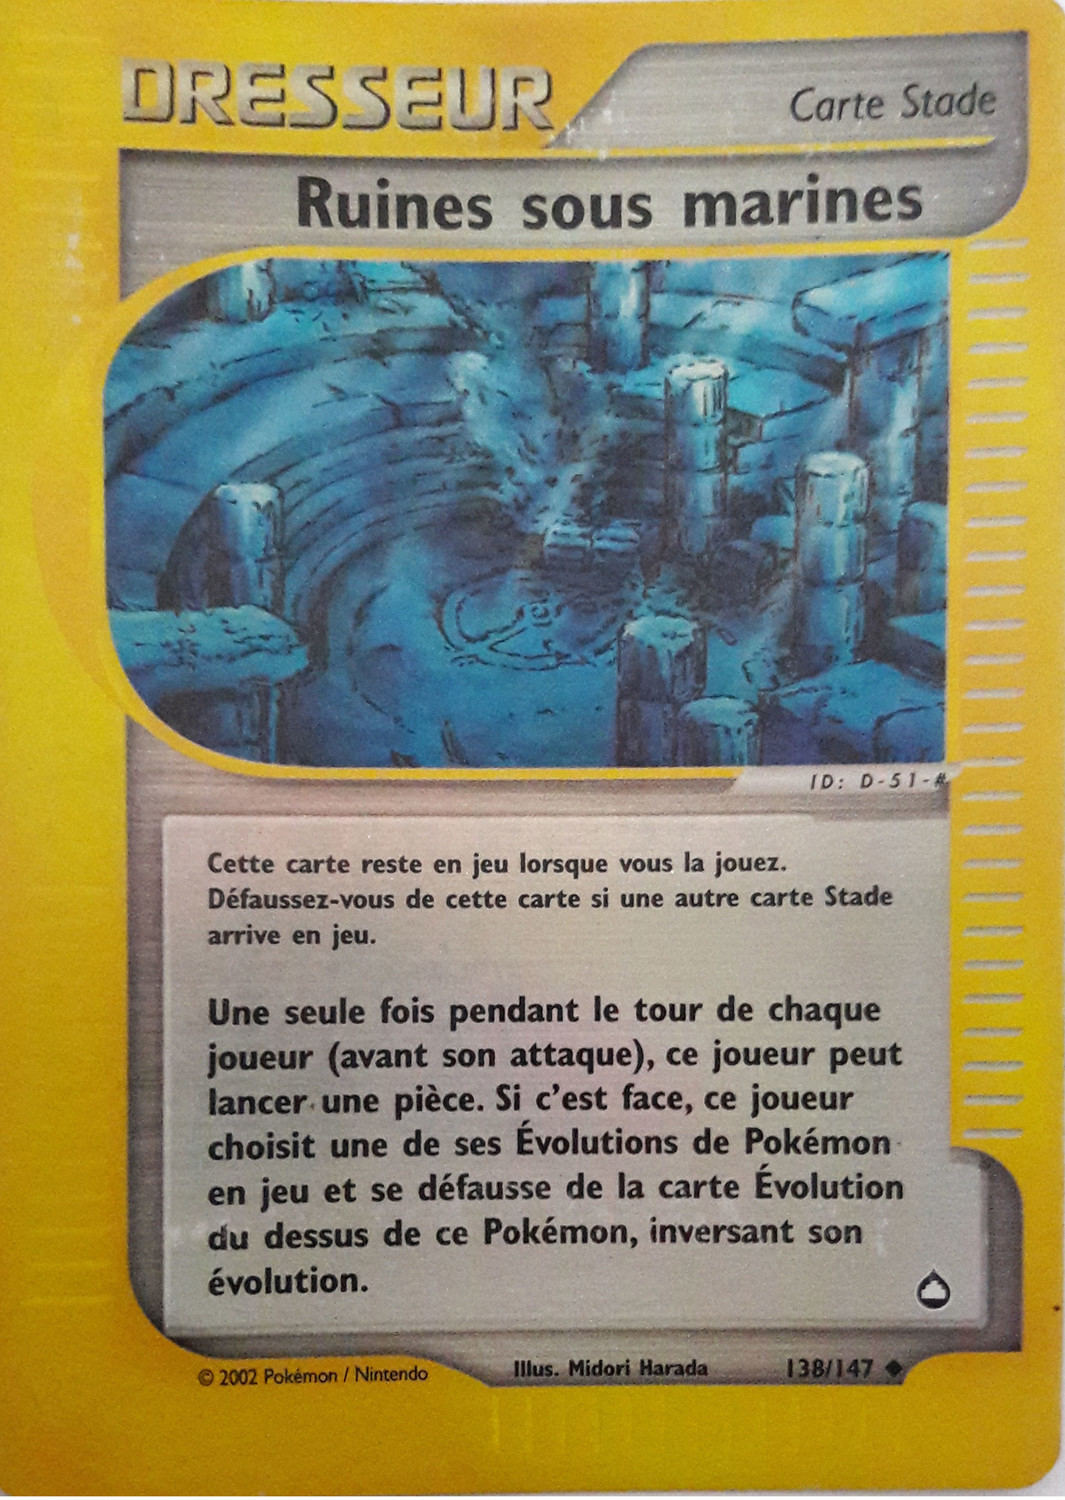 DRESSEUR
Carte Stade
Ruines sous marines
ID: D-51-#
Cette carte reste en jeu lorsque vous la jouez.
Défaussez-vous de cette carte si une autre carte Stade
arrive en jeu.
Une seule fois pendant le tour de chaque
joueur (avant son attaque), ce joueur peut
lancer une pièce. Si c'est face, ce joueur
choisit une de ses Évolutions de Pokémon
en jeu et se défausse de la carte Évolution
du dessus de ce Pokémon, inversant son
évolution.
© 2002 Pokémon / Nintendo
Illus. Midori Harada
138/147 ◆